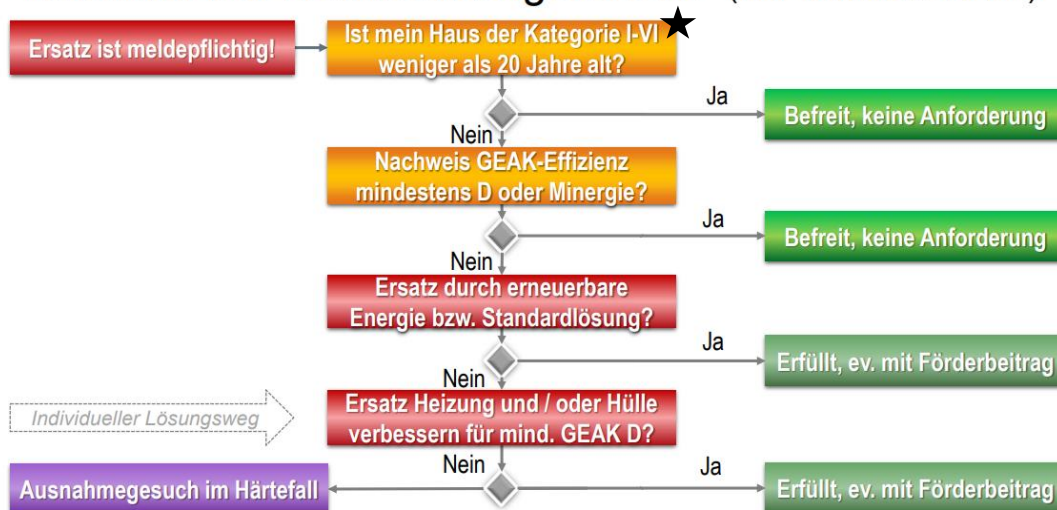 Ersatz ist meldepflichtig!
Ist mein Haus der Kategorie I-VI
weniger als 20 Jahre alt?
Ja
Befreit, keine Anforderung
Nein
Nachweis GEAK-Effizienz
mindestens D oder Minergie?
Ja
Befreit, keine Anforderung
Nein
Ersatz durch erneuerbare
Energie bzw. Standardlösung?
Ja
Erfüllt, ev. mit Förderbeitrag
Nein
Individueller Lösungsweg
Ersatz Heizung und / oder Hülle
verbessern für mind. GEAK D?
Nein
Ja
Ausnahmegesuch im Härtefall
Erfüllt, ev. mit Förderbeitrag